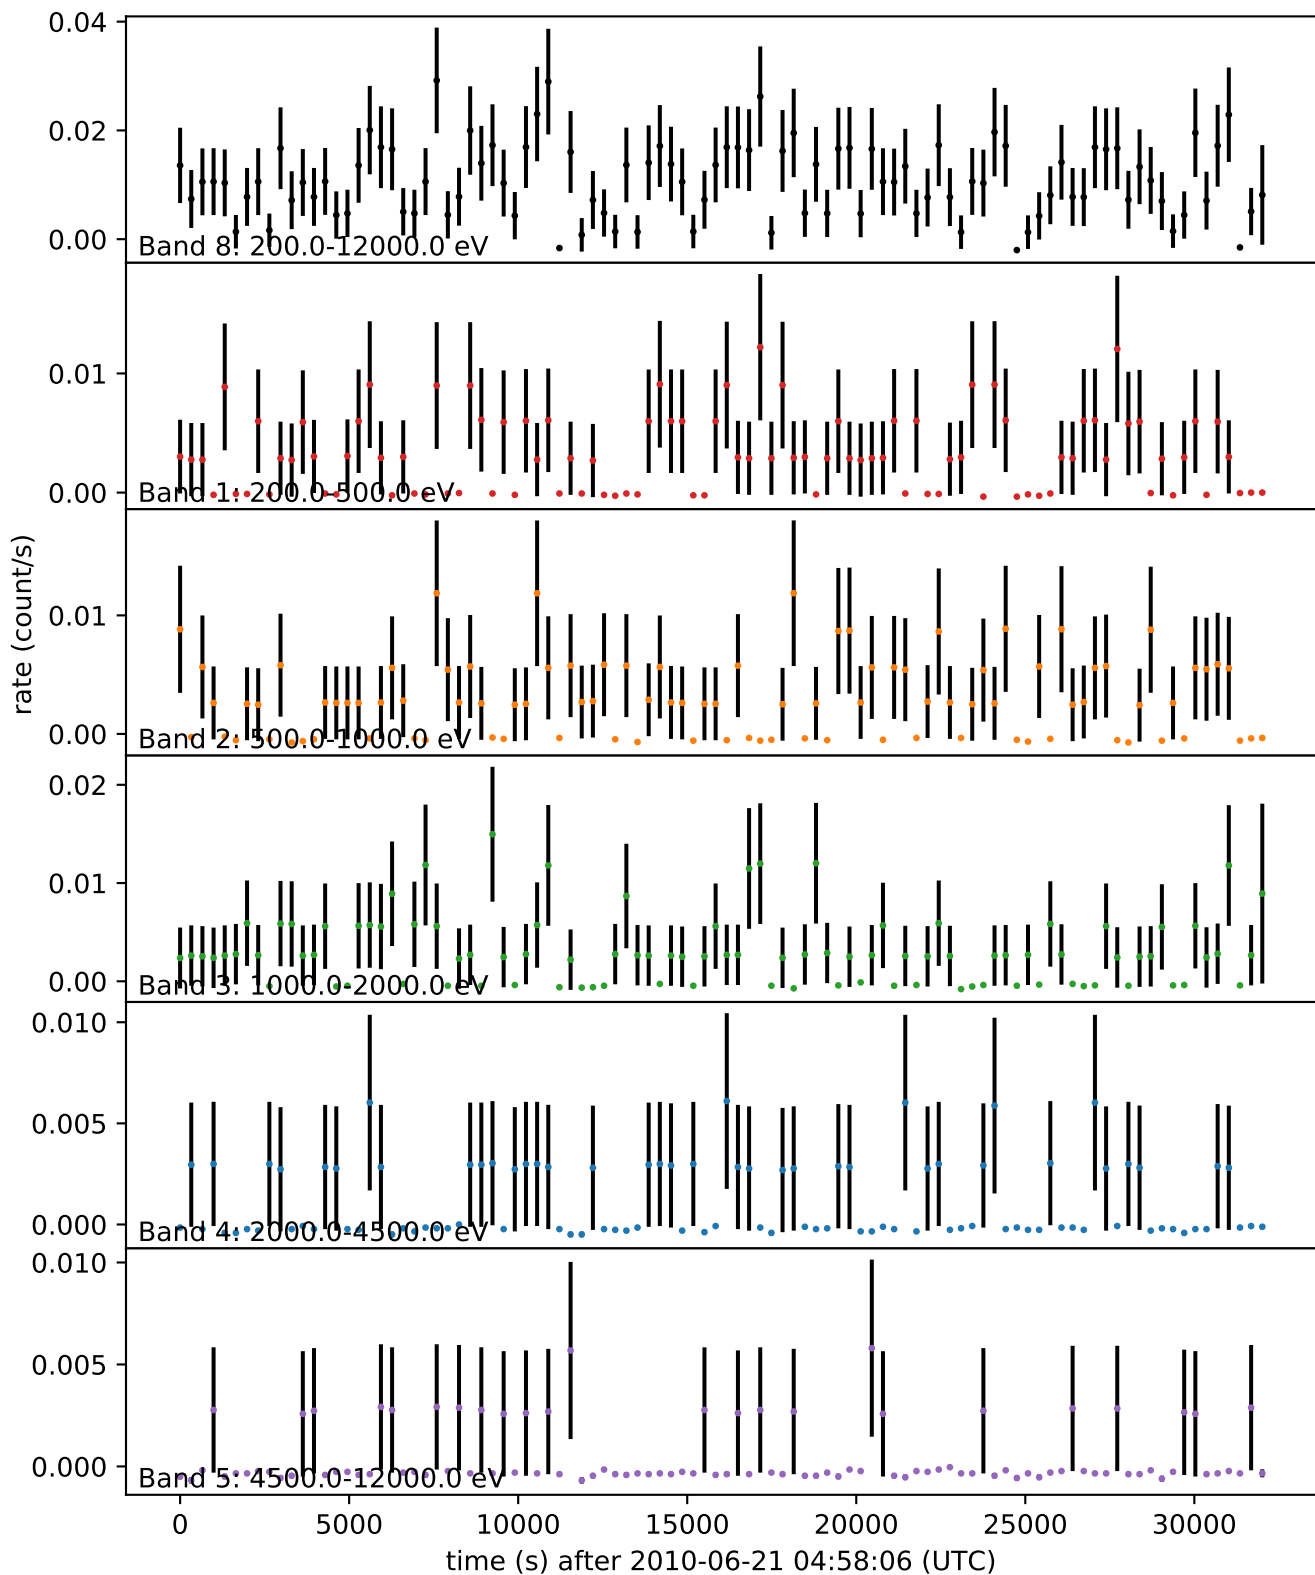 0.04
0.02
0.00
Band 8: 200.0-12000.0 eV
0.01
0.00
Band 1: 200.0-500.0 eV
0.01
0.00
Band 2: 500.0-1000.0 eV
rate (count/s)
0.02
0.01
0.00
Band 3: 1000.0-2000.0 eV
0.010
0.005
0.000
Band 4: 2000.0-4500.0 eV
0.010
0.005
0.000
Band 5: 4500.0-12000.0 eV
0 5000 10000 15000 20000 25000 30000
time (s) after 2010-06-21 04:58:06 (UTC)